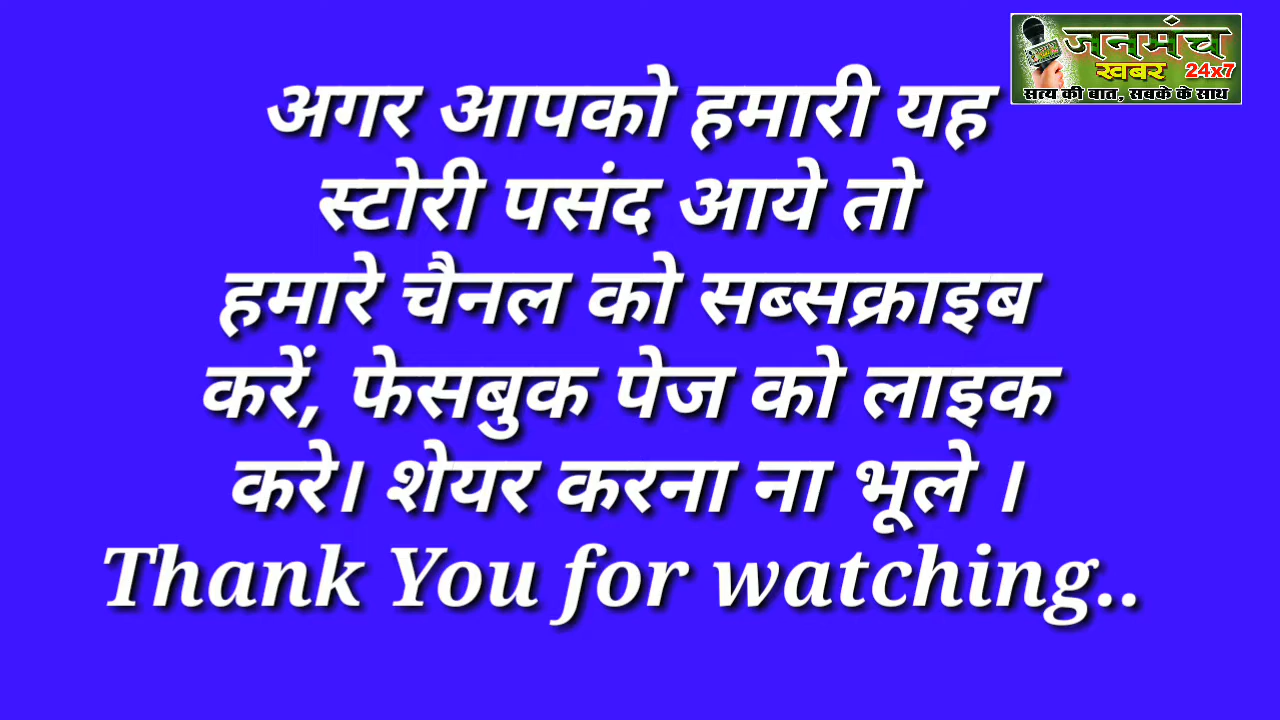 जनमंच
खबर 24x7
सत्य की बात, सबके के साथ
अगर आपको हमारी यह
स्टोरी पसंद आये तो
हमारे चैनल को सब्सक्राइब
करें, फेसबुक पेज को लाइक
करे। शेयर करना ना भूले ।
Thank You for watching..